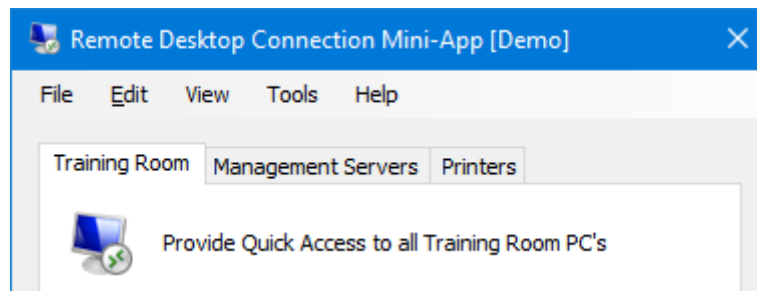 Remote Desktop Connection Mini-App [Demo]
File Edit View Tools Help
Training Room Management Servers Printers
Provide Quick Access to all Training Room PC's